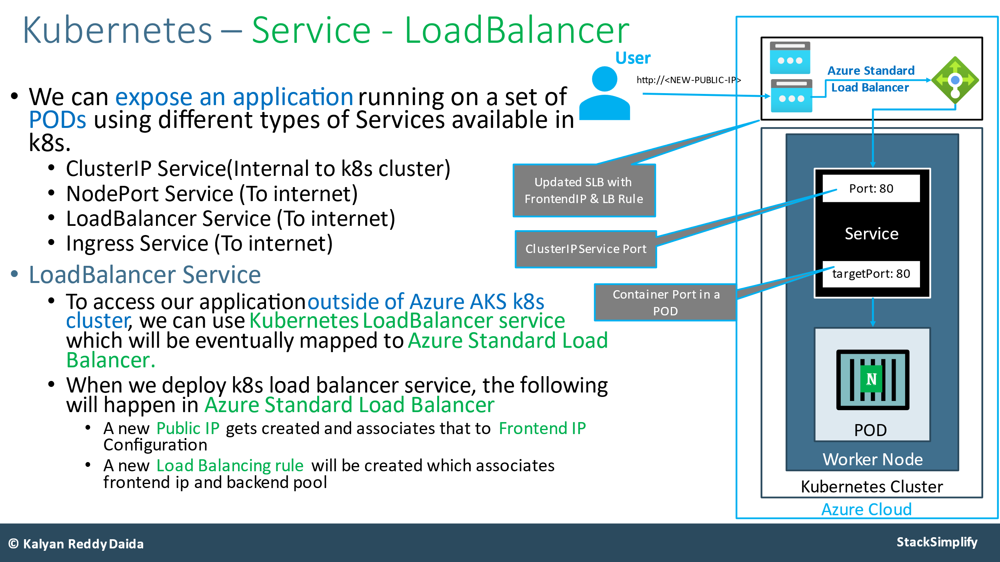 Kubernetes – Service - LoadBalancer
• We can expose an application running on a set of
PODs using different types of Services available in
k8s.
• ClusterIP Service(Internal to k8s cluster)
• NodePort Service (To internet)
• LoadBalancer Service (To internet)
• Ingress Service (To internet)
• LoadBalancer Service
• To access our application outside of Azure AKS k8s
cluster, we can use Kubernetes LoadBalancer service
which will be eventually mapped to Azure Standard Load
Balancer.
• When we deploy k8s load balancer service, the following
will happen in Azure Standard Load Balancer
• A new Public IP gets created and associates that to Frontend IP
Configuration
• A new Load Balancing rule will be created which associates
frontend ip and backend pool
User
http://<NEW-PUBLIC-IP>
Azure Standard
Load Balancer
Updated SLB with
FrontendIP & LB Rule
ClusterIP Service Port
Container Port in a
POD
Port: 80
Service
targetPort: 80
N
POD
Worker Node
Kubernetes Cluster
Azure Cloud
© Kalyan Reddy Daida
StackSimplify